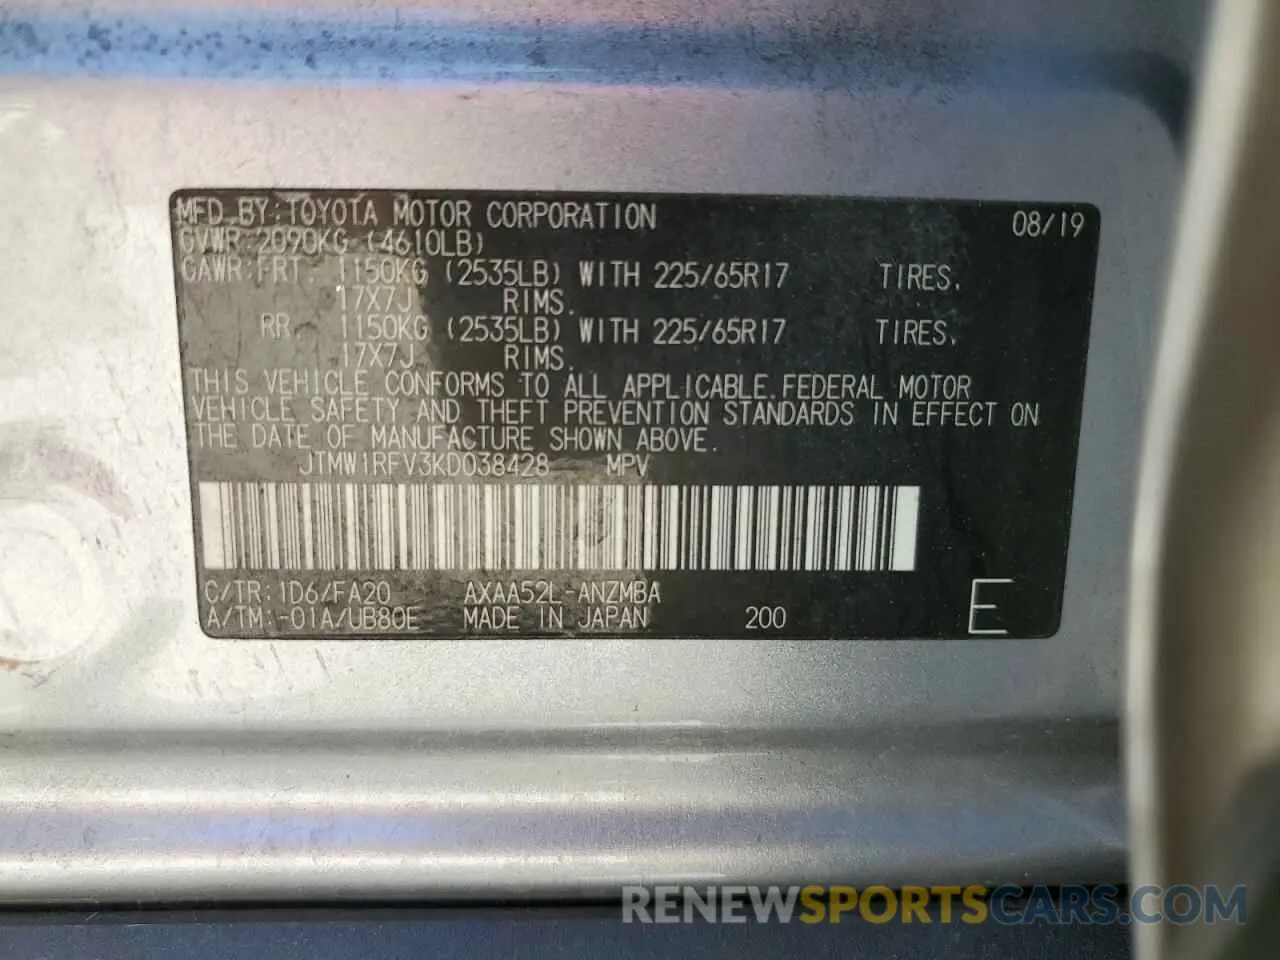 MFD. BY: TOYOTA MOTOR CORPORATION 08/19
GVWR: 2090KG (4610LB)
GAWR: FRT. 1150KG (2535LB) WITH 225/65R17 TIRES.
17X7J RIMS.
RR. 1150KG (2535LB) WITH 225/65R17 TIRES.
17X7J RIMS.
THIS VEHICLE CONFORMS TO ALL APPLICABLE FEDERAL MOTOR
VEHICLE SAFETY AND THEFT PREVENTION STANDARDS IN EFFECT ON
THE DATE OF MANUFACTURE SHOWN ABOVE.
JTMW1RFV3KD038428 MPV
C/TR: 1D6/FA20 AXAA52L-ANZMBA
A/TM: -01A/UB80E MADE IN JAPAN 200 E
RENEWSPORTSCARS.COM